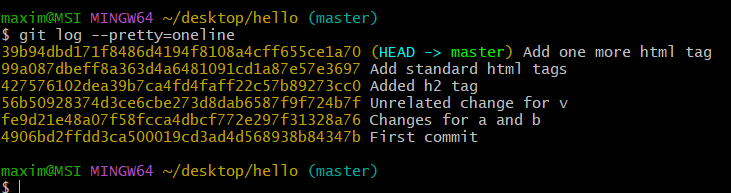 maxim@MSI MINGW64 ~/desktop/hello (master)
$ git log --pretty=oneline
39b94dbd171f8486d4194f8108a4cff655ce1a70 (HEAD -> master) Add one more html tag
99a087dbeff8a363d4a6481091cd1a87e57e3697 Add standard html tags
427576102dea39b7ca4fd4faff22c57b89273cc0 Added h2 tag
56b50928374d3ce6cbe273d8dab6587f9f724b7f Unrelated change for v
fe9d21e48a07f58fcca4dbcf772e297f31328a76 Changes for a and b
4906bd2ffdd3ca500019cd3ad4d568938b84347b First commit
maxim@MSI MINGW64 ~/desktop/hello (master)
$